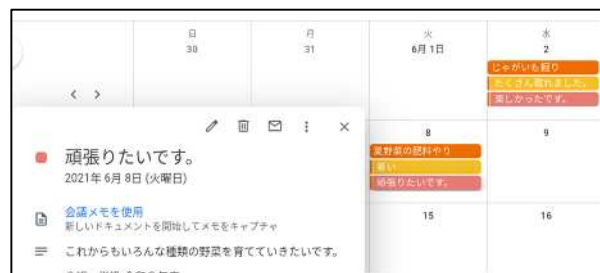 日 月 火 水
30 31 6月 1日 2
じゃがいも掘り
たくさん取れました。
楽しかったです。
頑張りたいです。
2021年 6月 8日 (火曜日)
8 9
夏野菜の肥料やり
暑い
頑張りたいです。
会議メモを使用
新しいドキュメントを開始してメモをキャプチャ
15 16
これからもいろんな種類の野菜を育てていきたいです。